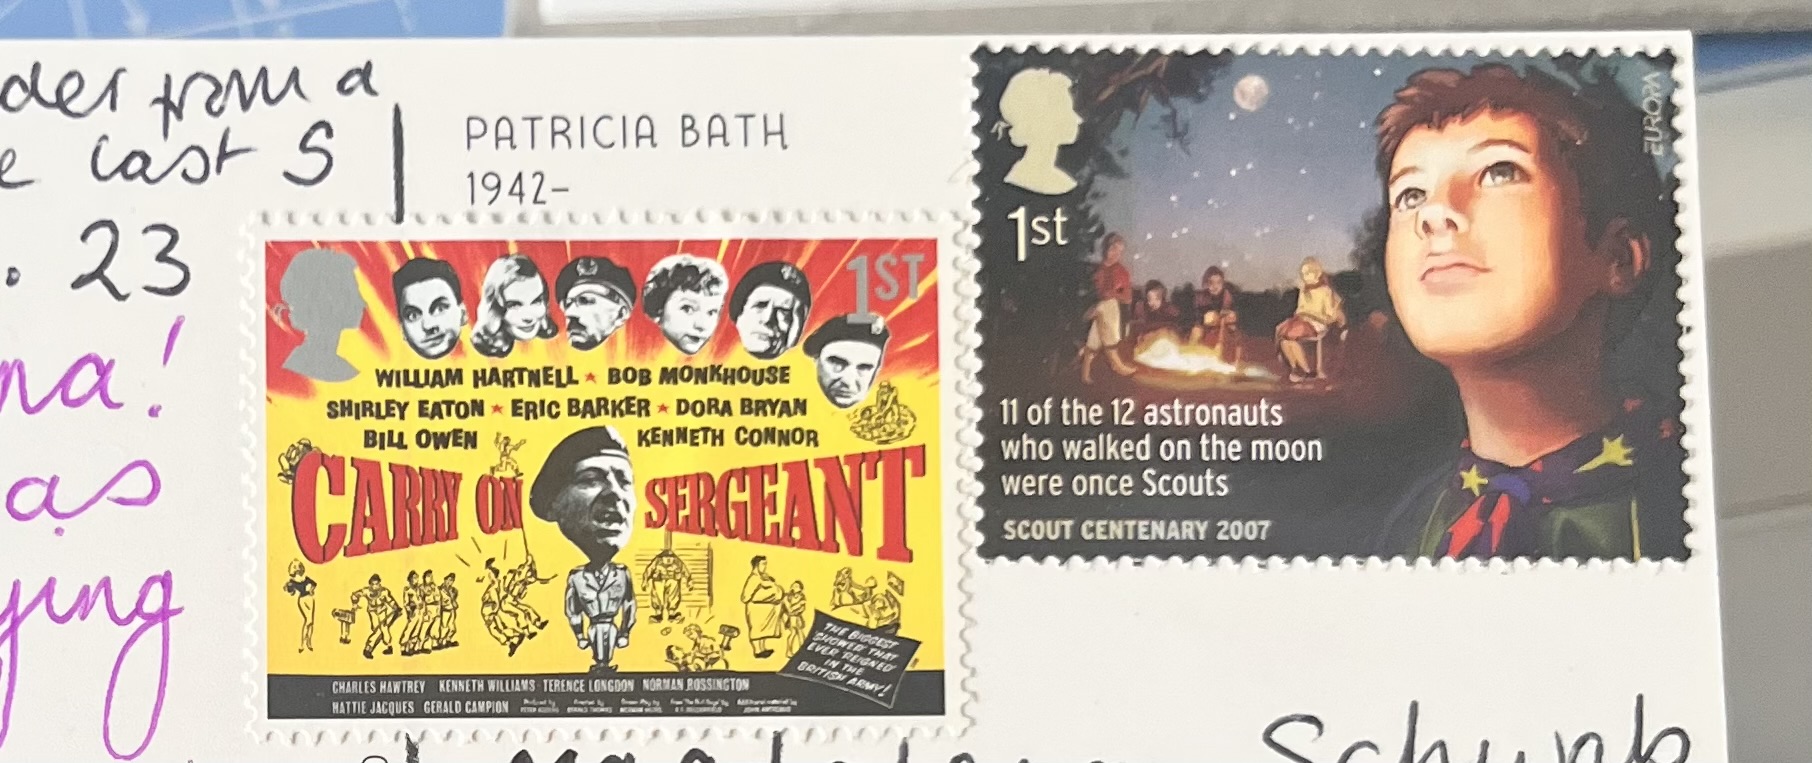 der from a
e cast S
. 23
na!
as
ying
PATRICIA BATH
1942–
1ST
WILLIAM HARTNELL ★ BOB MONKHOUSE
SHIRLEY EATON ★ ERIC BARKER ★ DORA BRYAN
BILL OWEN KENNETH CONNOR
CARRY ON SERGEANT
THE BIGGEST
'SHOWER' THAT
EVER 'REIGNED'
IN THE
BRITISH ARMY!
CHARLES HAWTREY KENNETH WILLIAMS TERENCE LONGDON NORMAN ROSSINGTON
HATTIE JACQUES GERALD CAMPION
EUROPA
1st
11 of the 12 astronauts
who walked on the moon
were once Scouts
SCOUT CENTENARY 2007